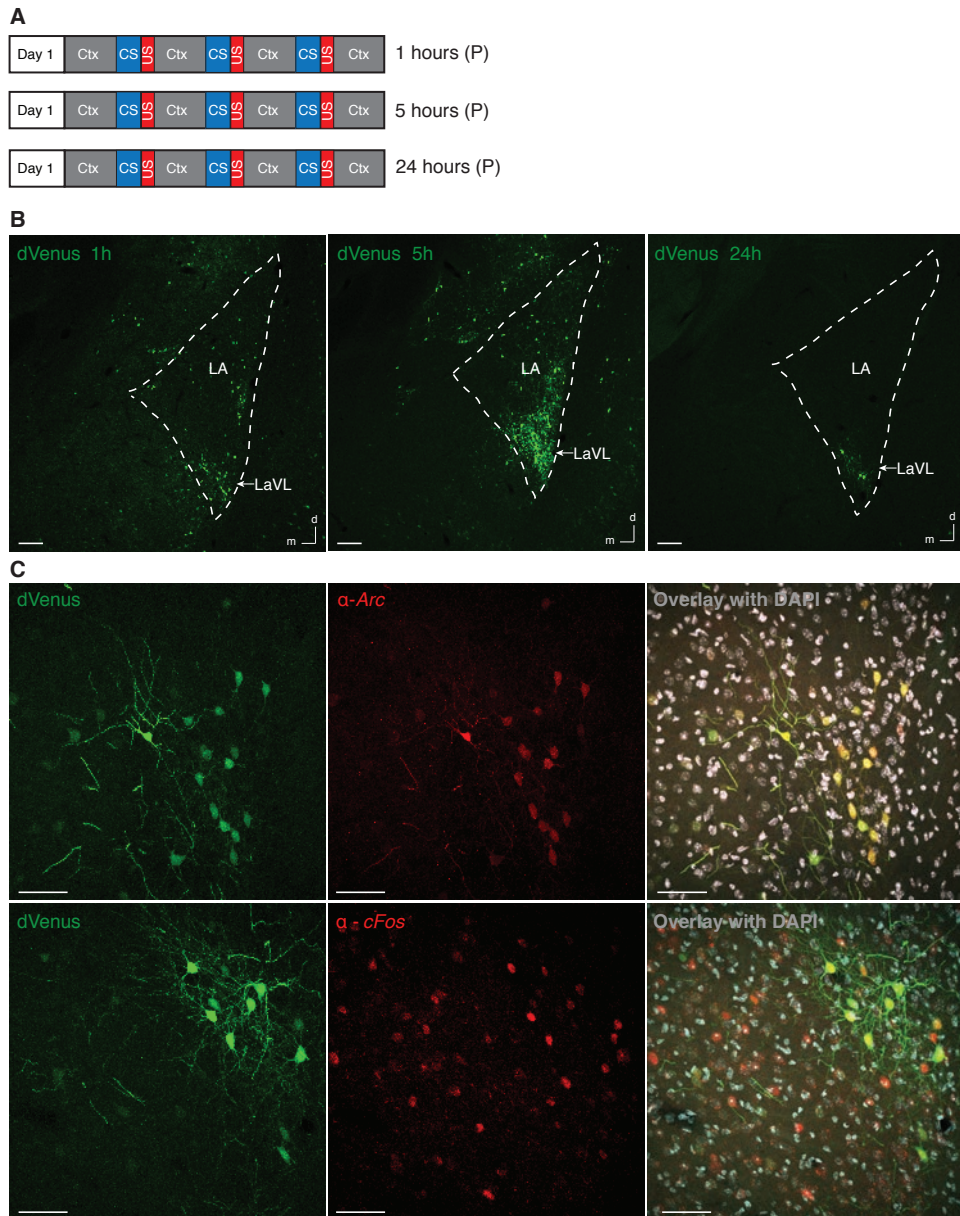 A
Day 1 Ctx CS US Ctx CS US Ctx CS US Ctx 1 hours (P)
Day 1 Ctx CS US Ctx CS US Ctx CS US Ctx 5 hours (P)
Day 1 Ctx CS US Ctx CS US Ctx CS US Ctx 24 hours (P)
B
dVenus 1h
LA
LaVL
d
m
dVenus 5h
LA
LaVL
d
m
dVenus 24h
LA
LaVL
d
m
C
dVenus
α-Arc
Overlay with DAPI
dVenus
α - cFos
Overlay with DAPI